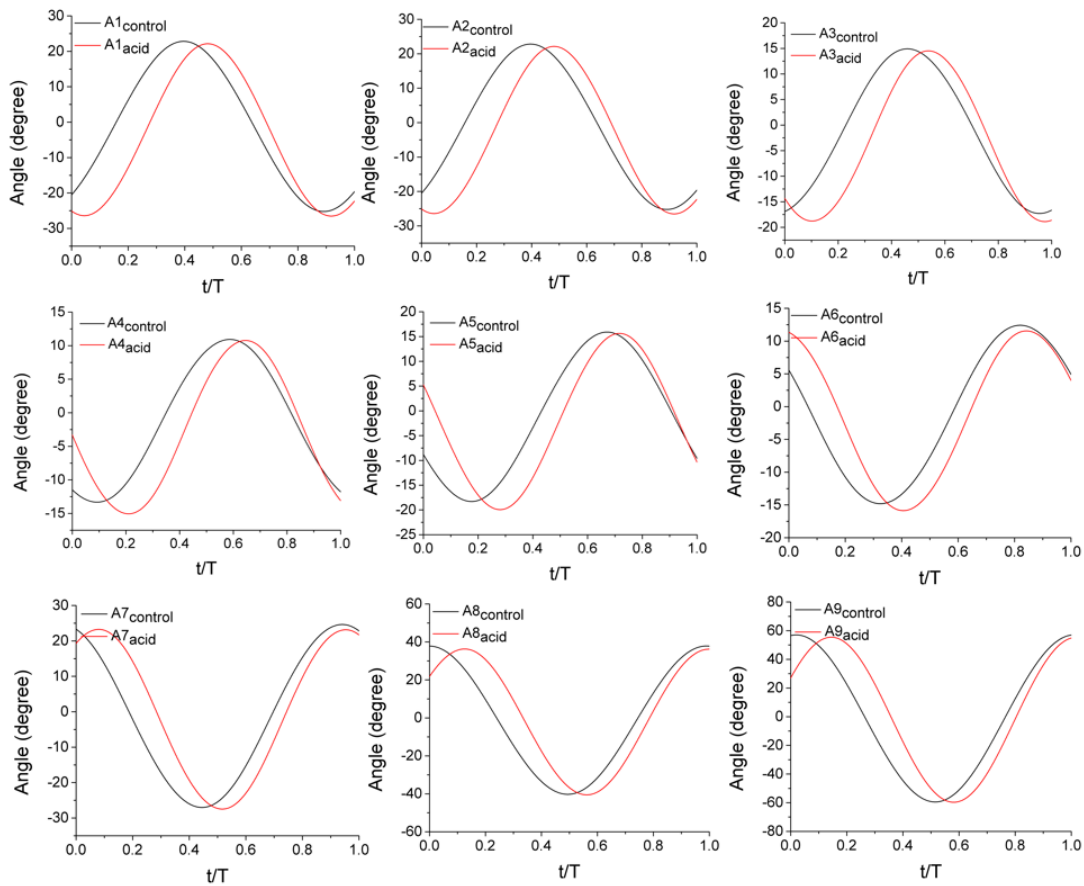 A1control
A1acid
Angle (degree)
30
20
10
0
-10
-20
-30
0.0 0.2 0.4 0.6 0.8 1.0
t/T
A2control
A2acid
Angle (degree)
30
20
10
0
-10
-20
-30
0.0 0.2 0.4 0.6 0.8 1.0
t/T
A3control
A3acid
Angle (degree)
20
15
10
5
0
-5
-10
-15
-20
0.0 0.2 0.4 0.6 0.8 1.0
t/T
A4control
A4acid
Angle (degree)
15
10
5
0
-5
-10
-15
0.0 0.2 0.4 0.6 0.8 1.0
t/T
A5control
A5acid
Angle (degree)
20
15
10
5
0
-5
-10
-15
-20
-25
0.0 0.2 0.4 0.6 0.8 1.0
t/T
A6control
A6acid
Angle (degree)
15
10
5
0
-5
-10
-15
-20
0.0 0.2 0.4 0.6 0.8 1.0
t/T
A7control
A7acid
Angle (degree)
30
20
10
0
-10
-20
-30
0.0 0.2 0.4 0.6 0.8 1.0
t/T
A8control
A8acid
Angle (degree)
60
40
20
0
-20
-40
-60
0.0 0.2 0.4 0.6 0.8 1.0
t/T
A9control
A9acid
Angle (degree)
80
60
40
20
0
-20
-40
-60
-80
0.0 0.2 0.4 0.6 0.8 1.0
t/T